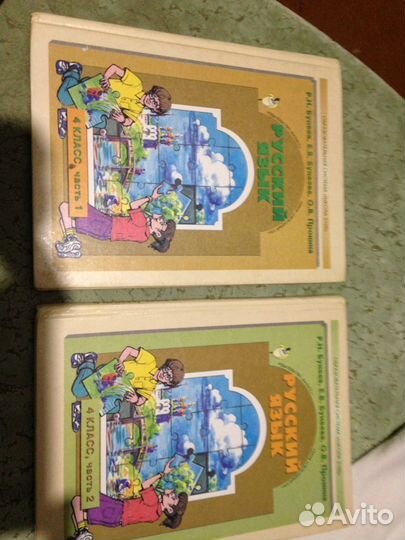 Р.Н. Бунеев, Е.В. Бунеева, О.В. Пронина
РУССКИЙ
ЯЗЫК
4 КЛАСС, часть 1
Р.Н. Бунеев, Е.В. Бунеева, О.В. Пронина
РУССКИЙ
ЯЗЫК
4 КЛАСС, часть 2
Avito